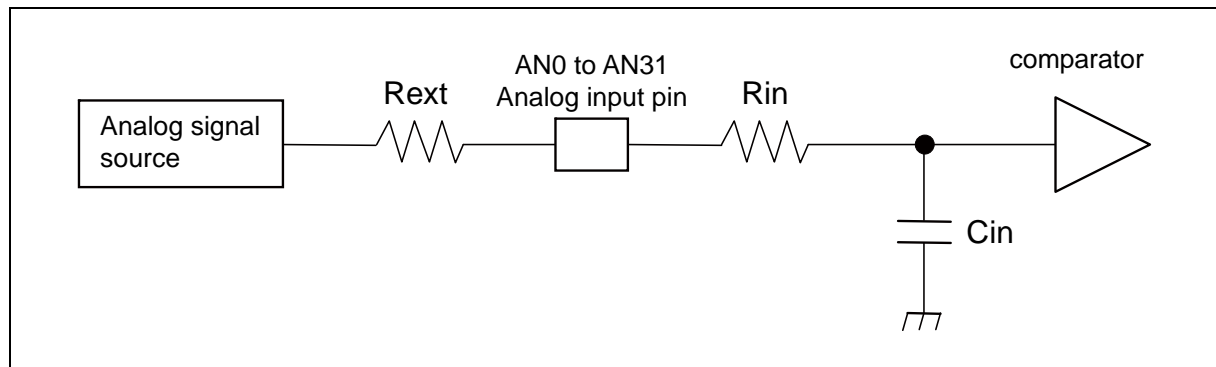 Analog signal
source
Rext
AN0 to AN31
Analog input pin
Rin
comparator
Cin